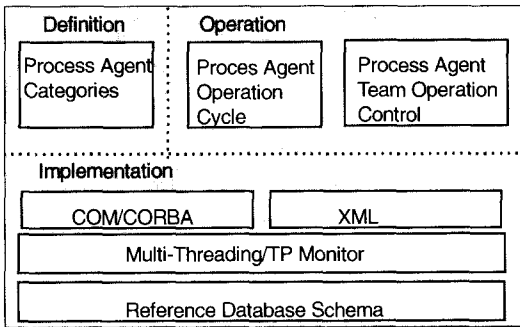 Definition
Operation
Process Agent
Categories
Proces Agent
Operation
Cycle
Process Agent
Team Operation
Control
Implementation
COM/CORBA
XML
Multi-Threading/TP Monitor
Reference Database Schema